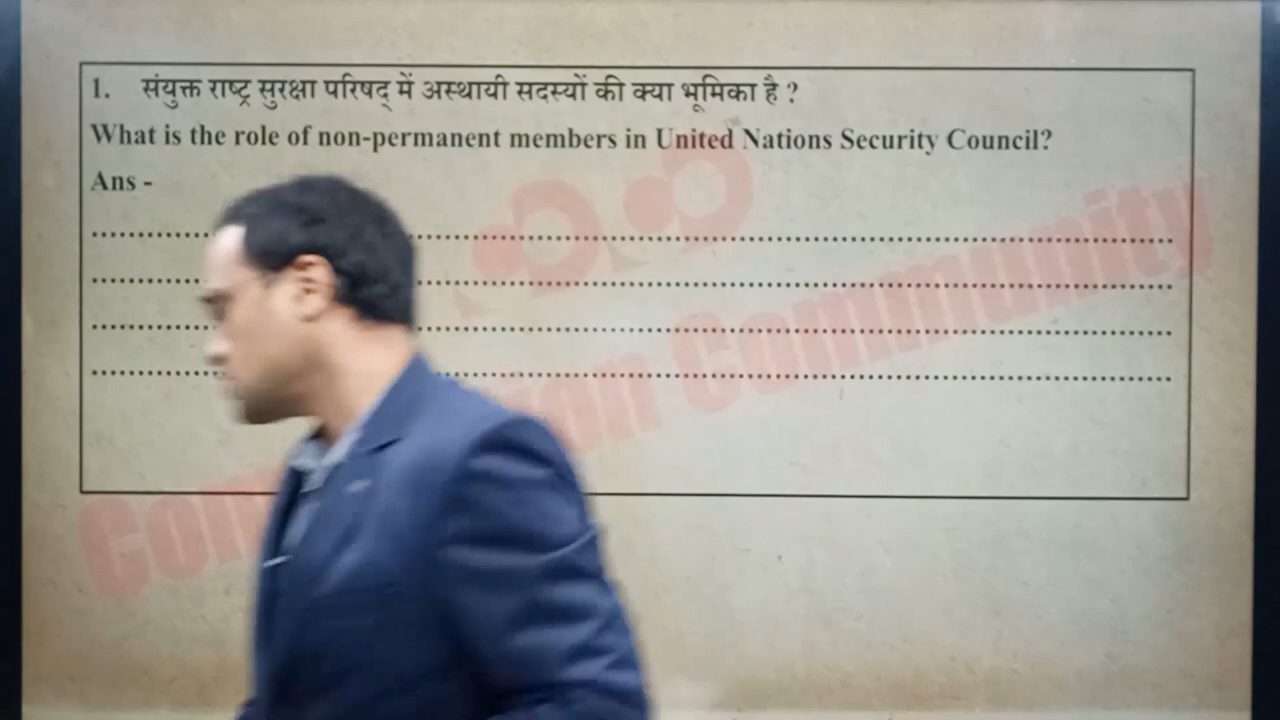 1. संयुक्त राष्ट्र सुरक्षा परिषद् में अस्थायी सदस्यों की क्या भूमिका है ?
What is the role of non-permanent members in United Nations Security Council?
Ans -
Community